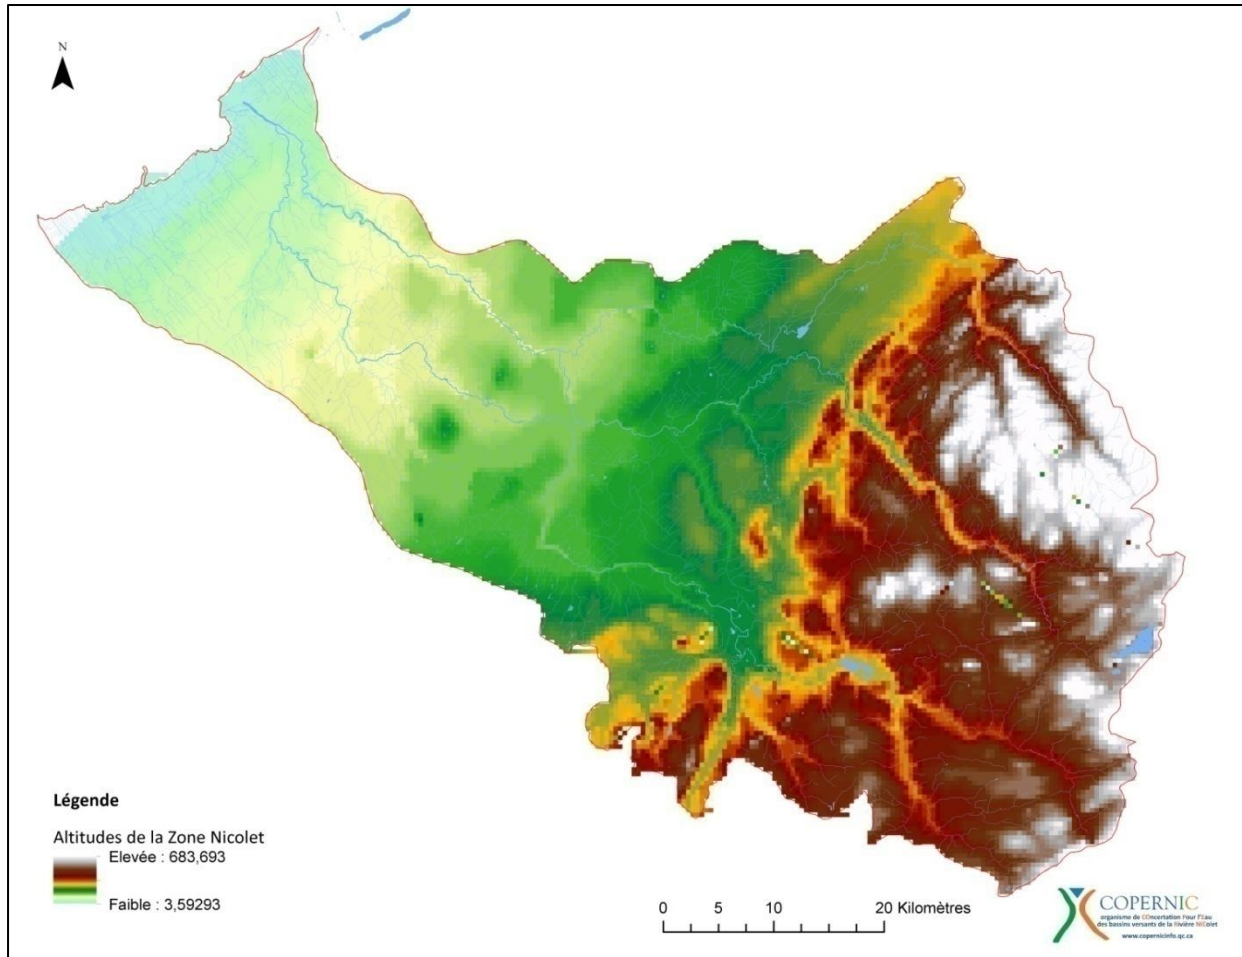 N
Légende
Altitudes de la Zone Nicolet
Elevée : 683,693
Faible : 3,59293
0 5 10 20 Kilomètres
COPERNIC
organisme de COncertation Pour l'Eau
des bassins versants de la Rivière NIColet
www.copernicinfo.qc.ca